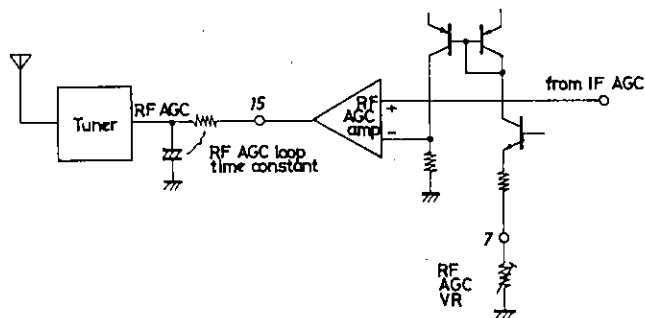 from IF AGC
RF AGC
15
RF
AGC
amp
+
-
Tuner
RF AGC loop
time constant
7
RF
AGC
VR